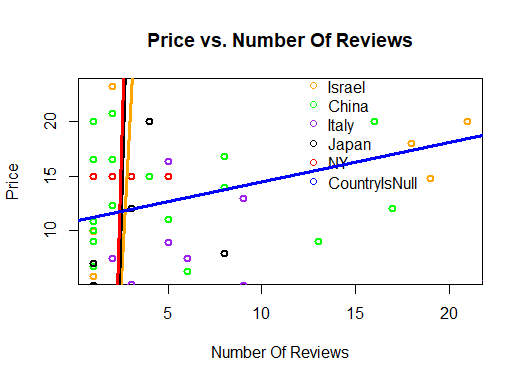 Price vs. Number Of Reviews
Israel
China
Italy
Japan
NY
CountryIsNull
Price
20
15
10
5
10
15
20
Number Of Reviews